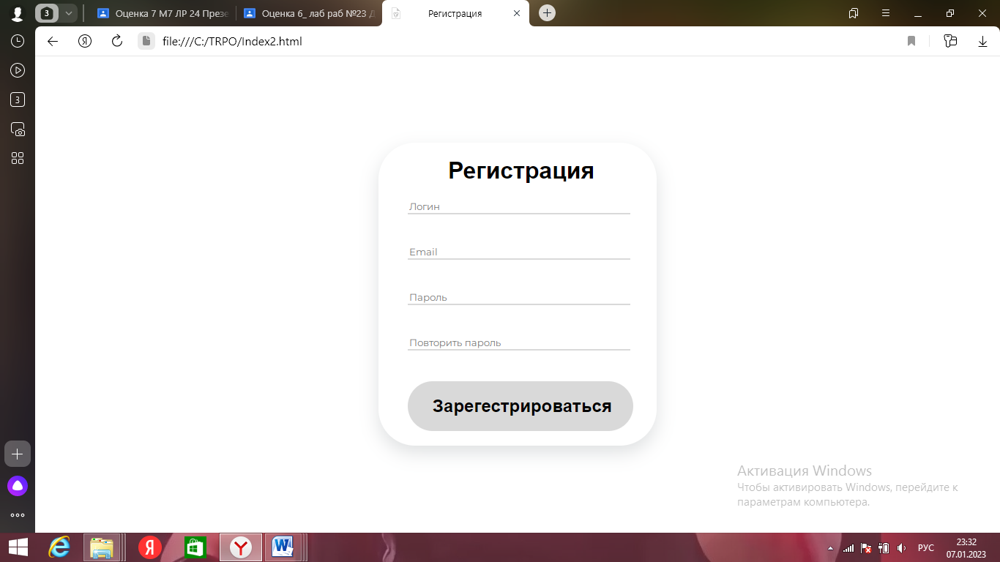 3
Оценка 7 М7 ЛР 24 Презе
Оценка 6_ лаб раб №23 Д
Регистрация
Я
file:///C:/TRPO/Index2.html
3
Регистрация
Логин
Email
Пароль
Повторить пароль
Зарегестрироваться
Активация Windows
Чтобы активировать Windows, перейдите к
параметрам компьютера.
Я
Y
W
РУС
23:32
07.01.2023